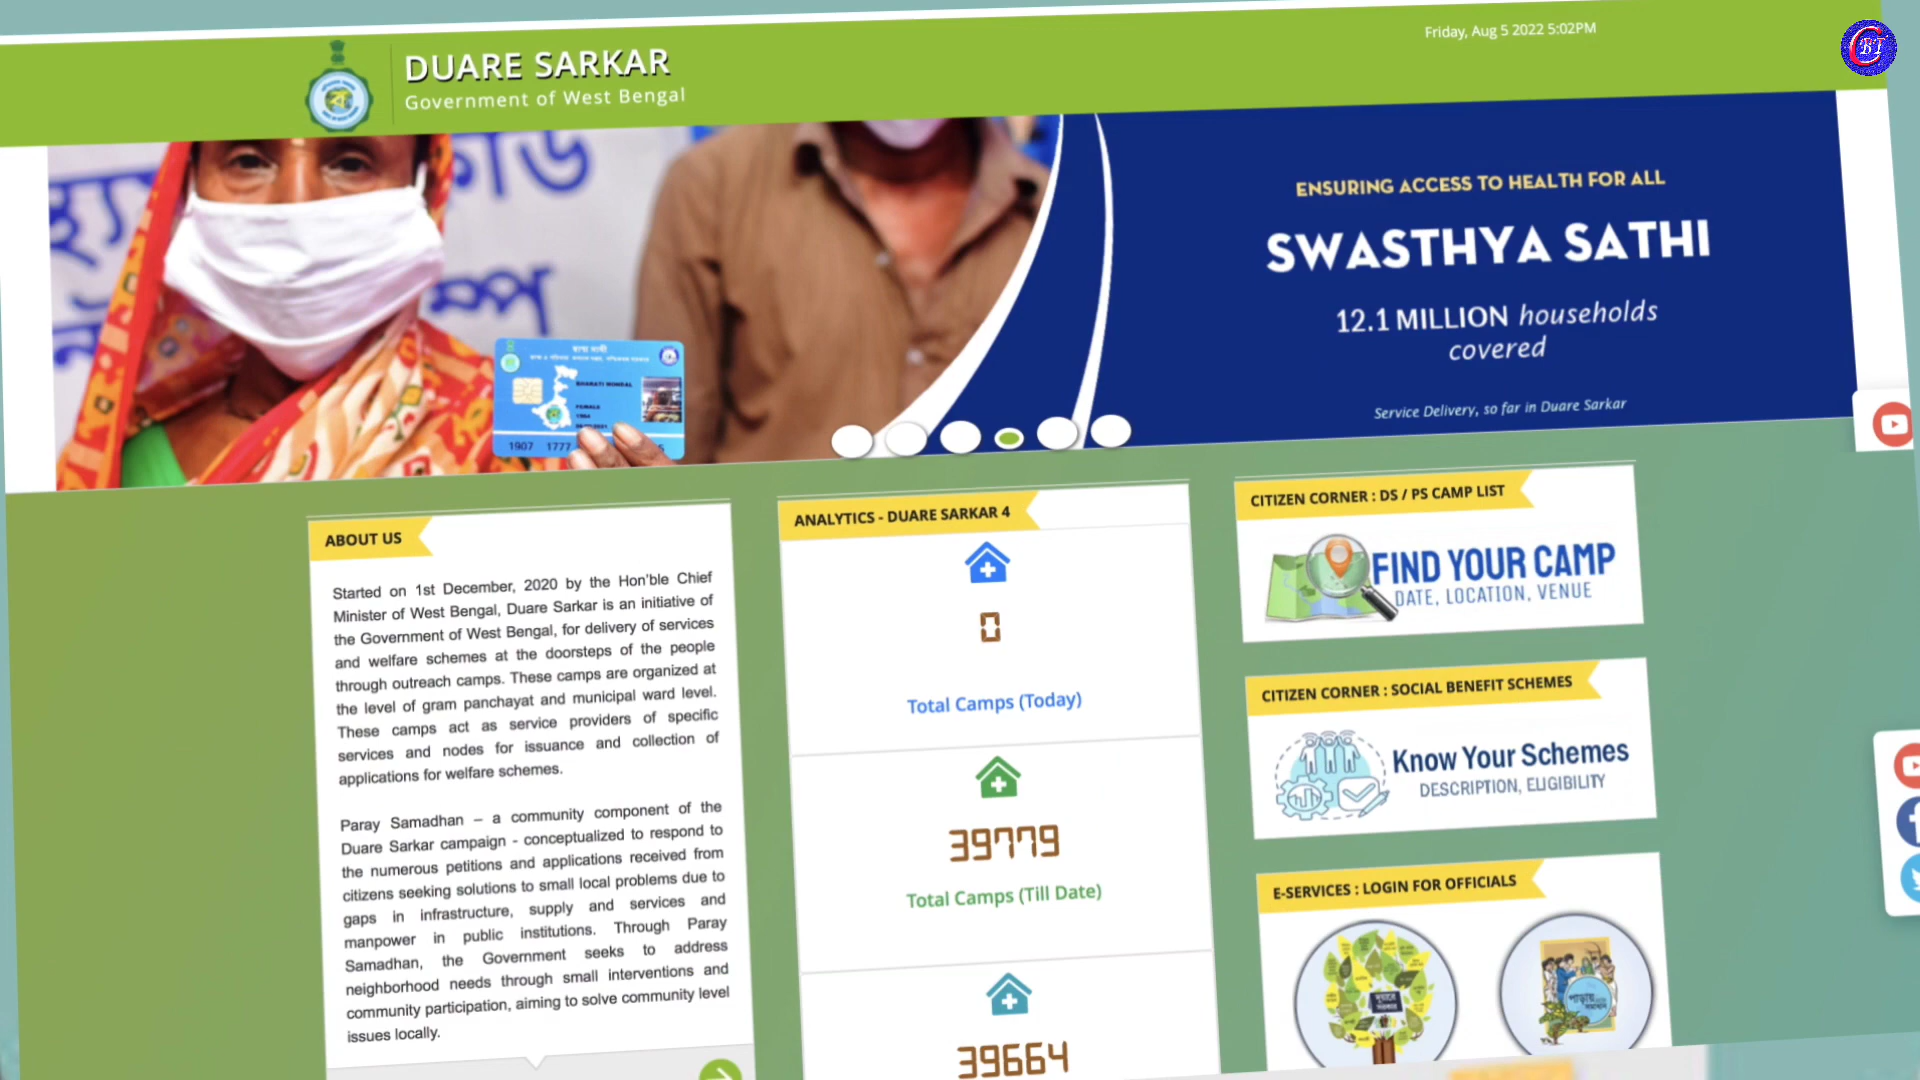 DUARE SARKAR
Government of West Bengal
Friday, Aug 5 2022 5:02PM
CBT
ENSURING ACCESS TO HEALTH FOR ALL
SWASTHYA SATHI
12.1 MILLION households
covered
Service Delivery, so far in Duare Sarkar
স্বাস্থ্য সাথী
BHARATI MONDAL
FEMALE
1964
1907 1777
ABOUT US
Started on 1st December, 2020 by the Hon'ble Chief
Minister of West Bengal, Duare Sarkar is an initiative of
the Government of West Bengal, for delivery of services
and welfare schemes at the doorsteps of the people
through outreach camps. These camps are organized at
the level of gram panchayat and municipal ward level.
These camps act as service providers of specific
services and nodes for issuance and collection of
applications for welfare schemes.
Paray Samadhan – a community component of the
Duare Sarkar campaign - conceptualized to respond to
the numerous petitions and applications received from
citizens seeking solutions to small local problems due to
gaps in infrastructure, supply and services and
manpower in public institutions. Through Paray
Samadhan, the Government seeks to address
neighborhood needs through small interventions and
community participation, aiming to solve community level
issues locally.
ANALYTICS - DUARE SARKAR 4
0
Total Camps (Today)
39779
Total Camps (Till Date)
39664
CITIZEN CORNER : DS / PS CAMP LIST
FIND YOUR CAMP
DATE, LOCATION, VENUE
CITIZEN CORNER : SOCIAL BENEFIT SCHEMES
Know Your Schemes
DESCRIPTION, ELIGIBILITY
E-SERVICES : LOGIN FOR OFFICIALS
দুয়ারে
সরকার
পাড়ায়
সমাধান